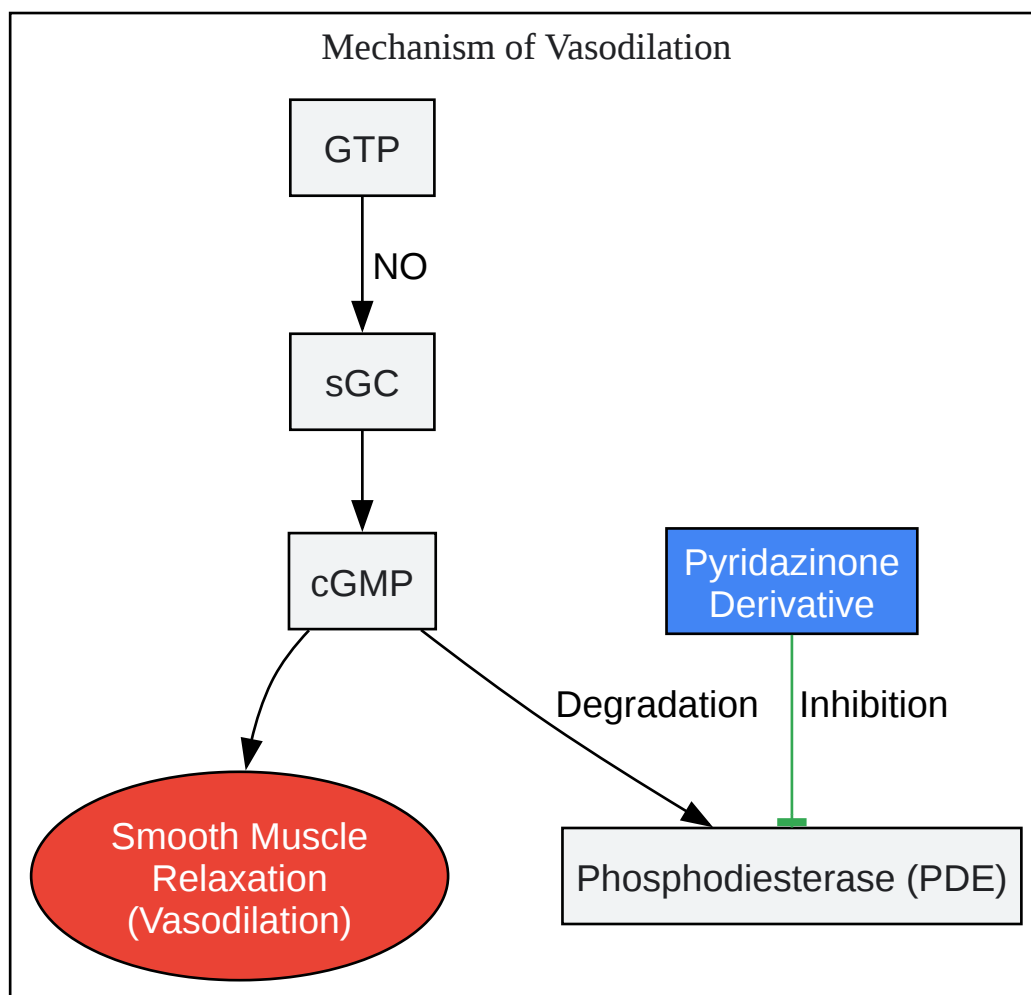 Mechanism of Vasodilation
GTP
NO
sGC
cGMP
Pyridazinone
Derivative
Degradation
Inhibition
Smooth Muscle
Relaxation
(Vasodilation)
Phosphodiesterase (PDE)